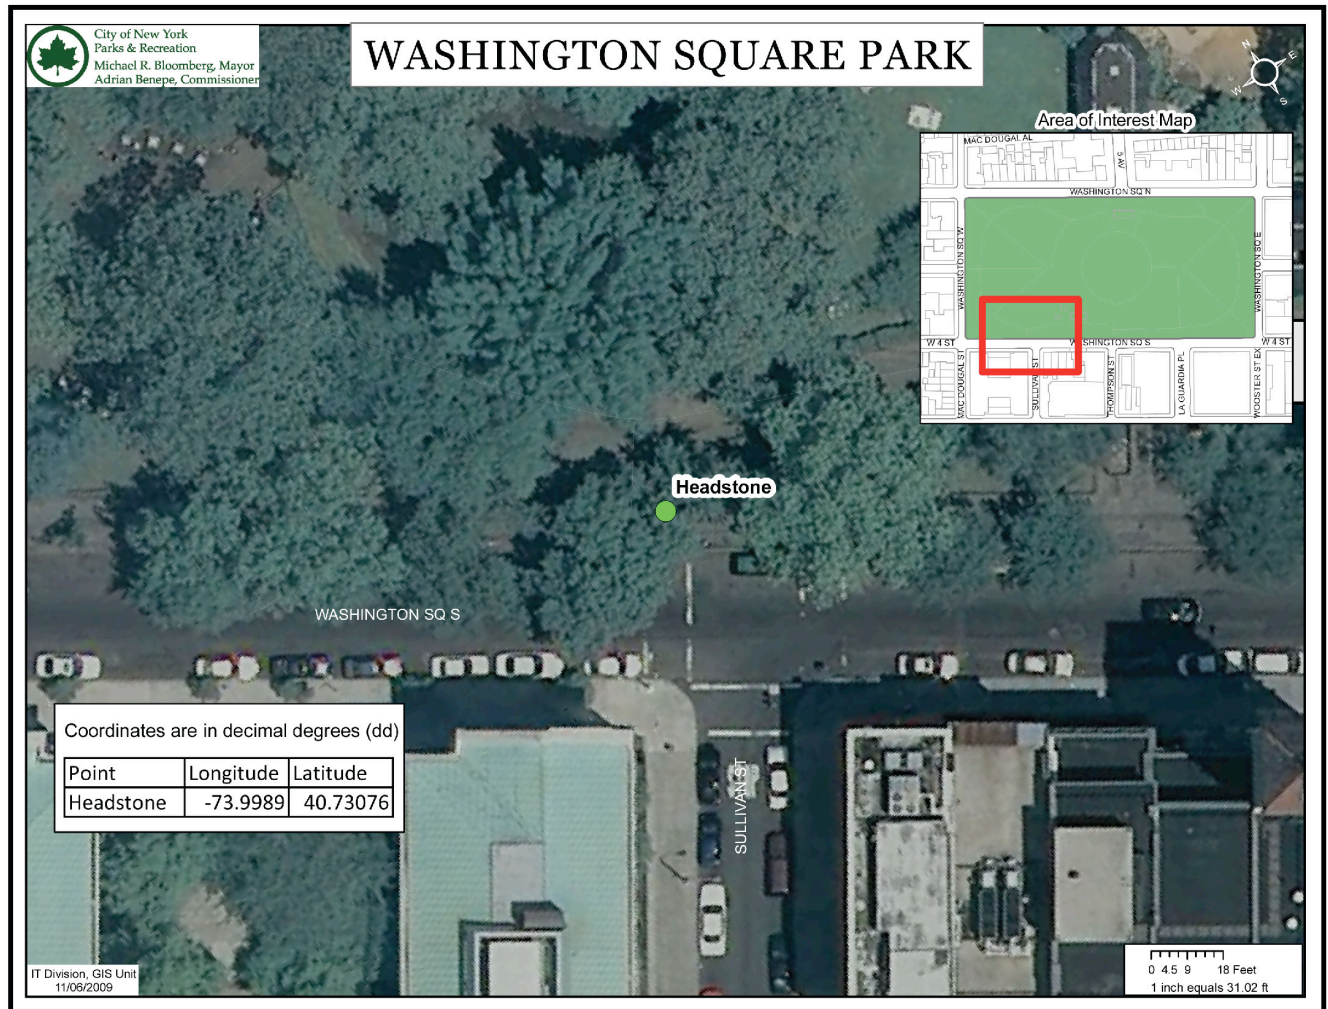 City of New York
Parks & Recreation
Michael R. Bloomberg, Mayor
Adrian Benepe, Commissioner
WASHINGTON SQUARE PARK
N
E
W
S
Area of Interest Map
MAC DOUGAL AL
5 AV
WASHINGTON SQ N
WASHINGTON SQ W
WASHINGTON SQ E
W 4 ST
WASHINGTON SQ S
W 4 ST
MAC DOUGAL ST
SULLIVAN ST
THOMPSON ST
LA GUARDIA PL
WOOSTER ST EX
Headstone
WASHINGTON SQ S
SULLIVAN ST
Coordinates are in decimal degrees (dd)
Point Longitude Latitude
Headstone -73.9989 40.73076
IT Division, GIS Unit
11/06/2009
0 4.5 9 18 Feet
1 inch equals 31.02 ft